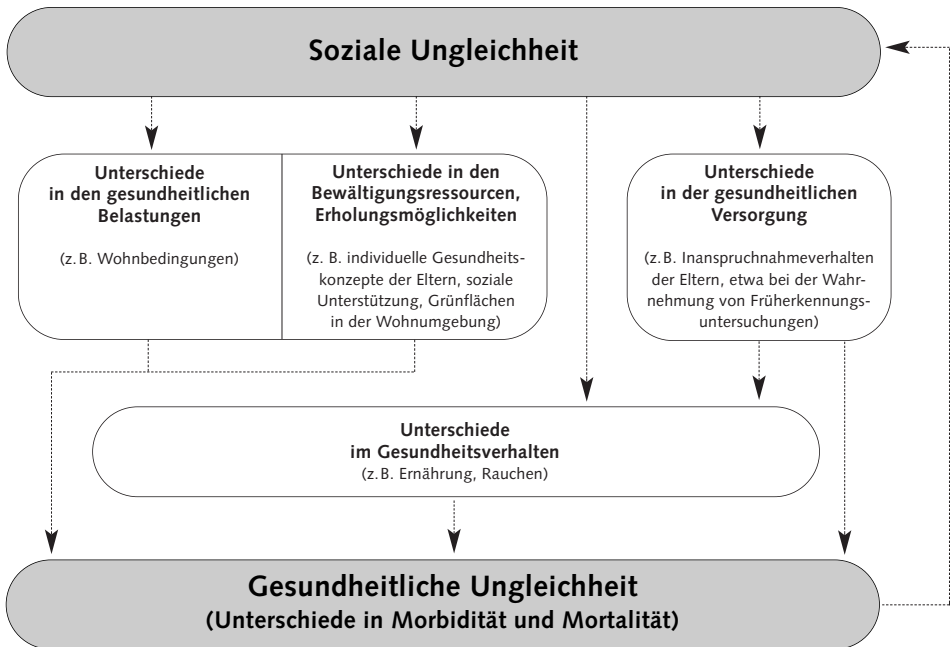 Soziale Ungleichheit
Unterschiede
in den gesundheitlichen
Belastungen
(z. B. Wohnbedingungen)
Unterschiede in den
Bewältigungsressourcen,
Erholungsmöglichkeiten
(z. B. individuelle Gesundheits-
konzepte der Eltern, soziale
Unterstützung, Grünflächen
in der Wohnumgebung)
Unterschiede
in der gesundheitlichen
Versorgung
(z. B. Inanspruchnahmeverhalten
der Eltern, etwa bei der Wahr-
nehmung von Früherkennungs-
untersuchungen)
Unterschiede
im Gesundheitsverhalten
(z. B. Ernährung, Rauchen)
Gesundheitliche Ungleichheit
(Unterschiede in Morbidität und Mortalität)